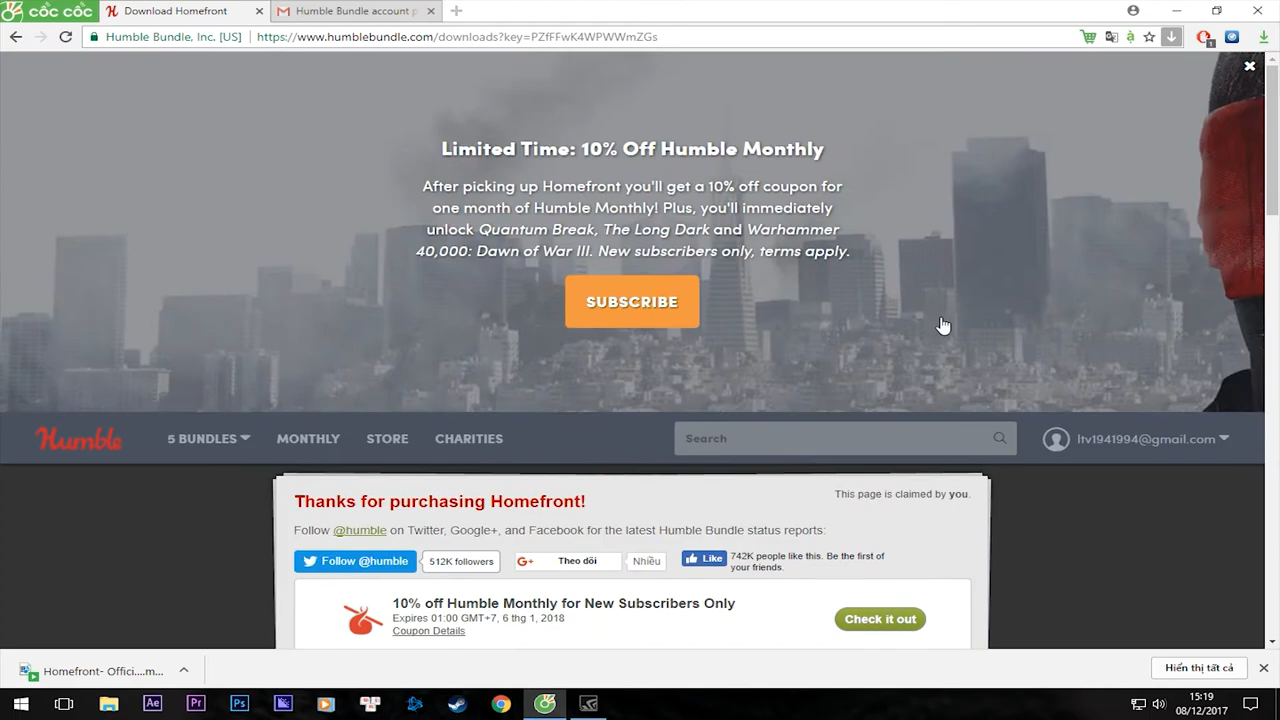 cốc cốc
Download Homefront
Humble Bundle account p
Humble Bundle, Inc. [US]
https://www.humblebundle.com/downloads?key=PZfFFwK4WPWWmZGs
1
Limited Time: 10% Off Humble Monthly
After picking up Homefront you'll get a 10% off coupon for
one month of Humble Monthly! Plus, you'll immediately
unlock Quantum Break, The Long Dark and Warhammer
40,000: Dawn of War III. New subscribers only, terms apply.
SUBSCRIBE
Humble
5 BUNDLES
MONTHLY
STORE
CHARITIES
Search
ltv1941994@gmail.com
Thanks for purchasing Homefront!
This page is claimed by you.
Follow @humble on Twitter, Google+, and Facebook for the latest Humble Bundle status reports:
Follow @humble
512K followers
G+
Theo dõi
Nhiều
Like
742K people like this. Be the first of
your friends.
10% off Humble Monthly for New Subscribers Only
Expires 01:00 GMT+7, 6 thg 1, 2018
Coupon Details
Check it out
Homefront- Offici....m...
Hiển thị tất cả
Ae
Pr
Ps
15:19
08/12/2017